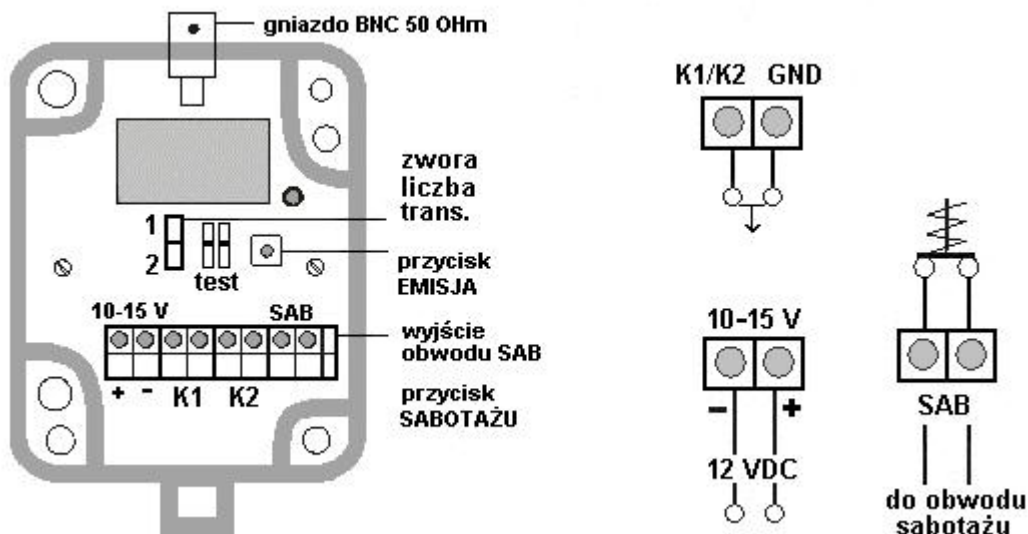 gniazdo BNC 50 OHm
zwora
liczba
trans.
1
2
test
przycisk
EMISJA
10-15 V
SAB
wyjście
obwodu SAB
+ - K1 K2
przycisk
SABOTAŻU
K1/K2 GND
10-15 V
- +
12 VDC
SAB
do obwodu
sabotażu